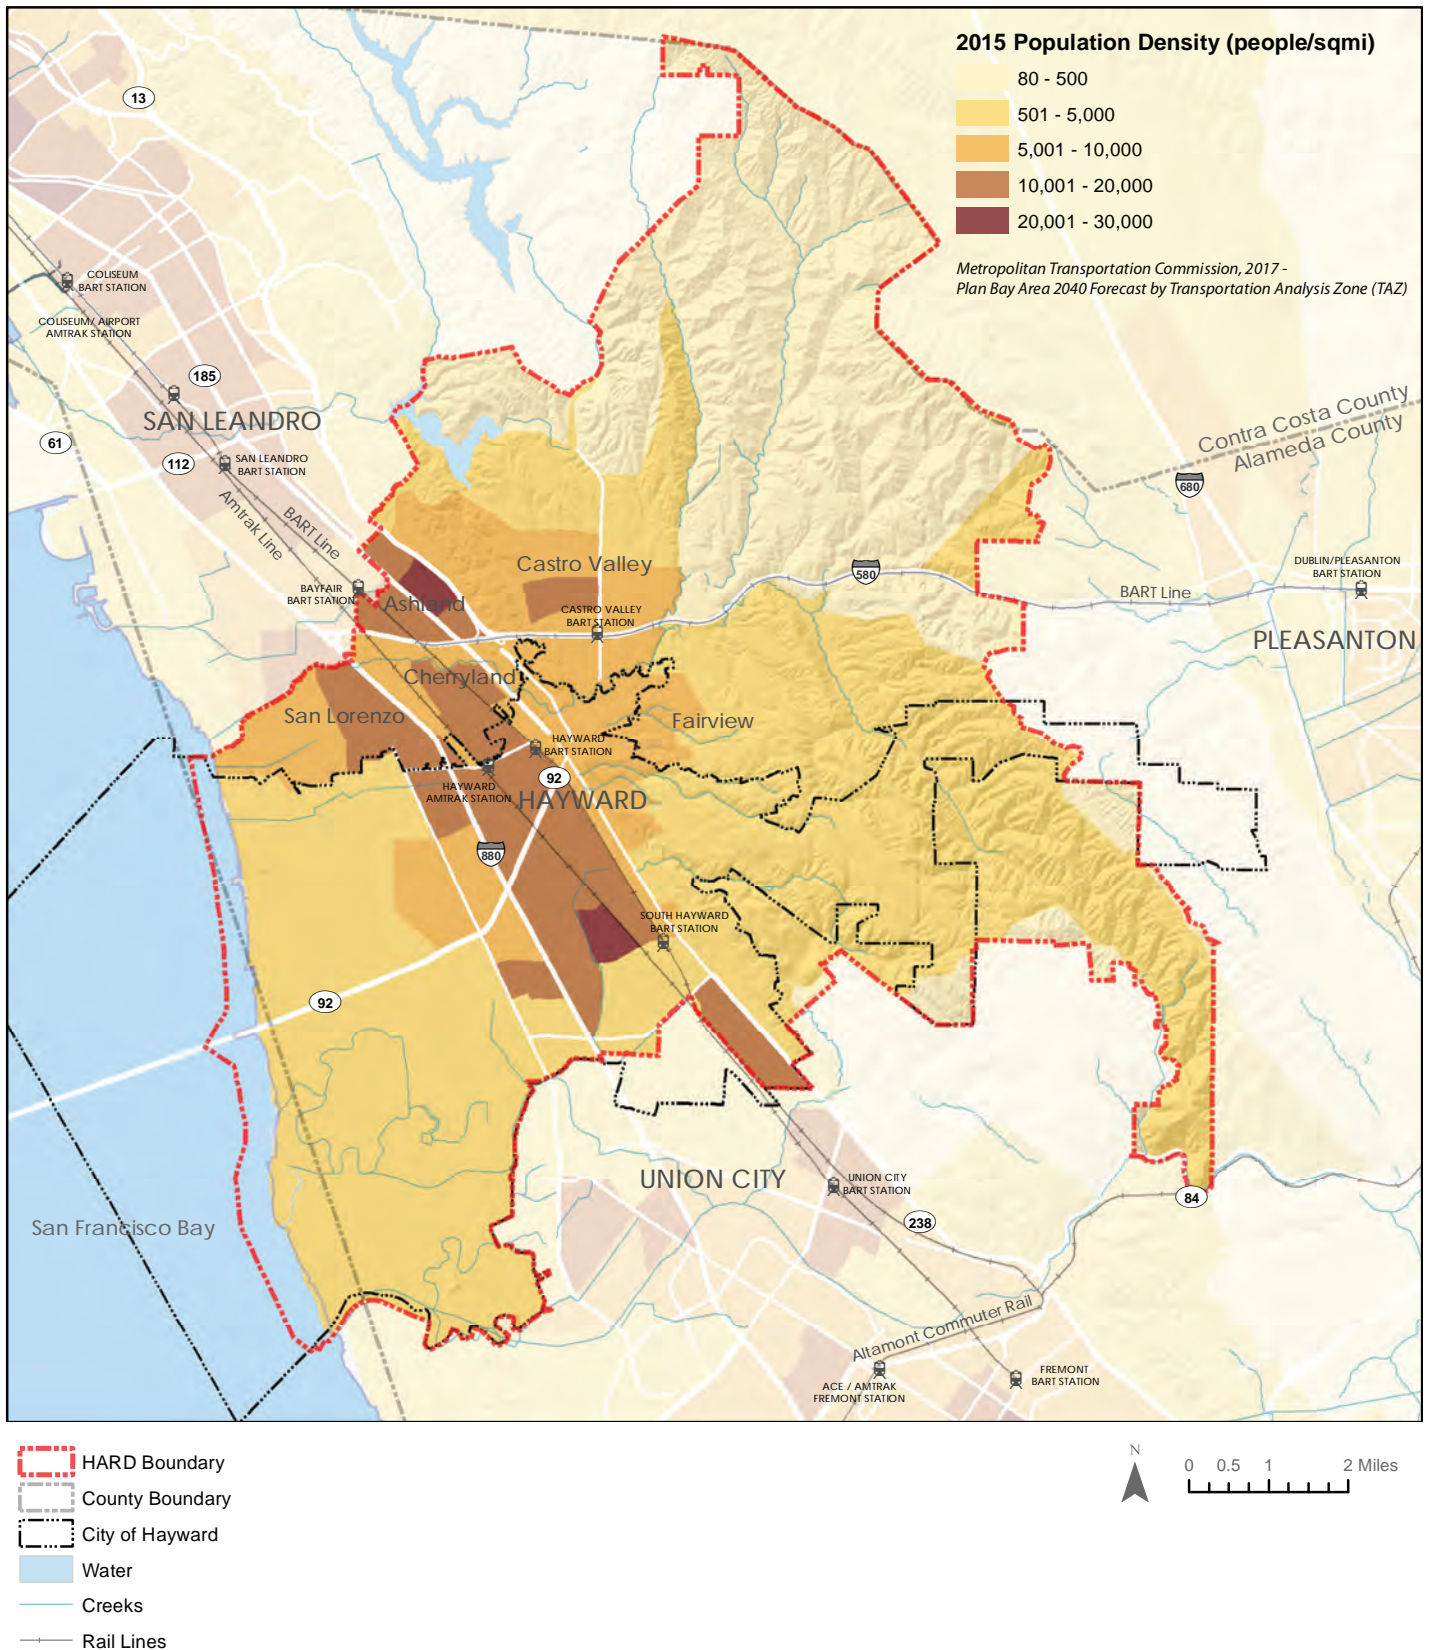 2015 Population Density (people/sqmi)
80 - 500
501 - 5,000
5,001 - 10,000
10,001 - 20,000
20,001 - 30,000
Metropolitan Transportation Commission, 2017 -
Plan Bay Area 2040 Forecast by Transportation Analysis Zone (TAZ)
13
COLISEUM
BART STATION
COLISEUM/ AIRPORT
AMTRAK STATION
185
SAN LEANDRO
61
112
SAN LEANDRO
BART STATION
Amtrak Line
BART Line
Contra Costa County
Alameda County
680
BAYFAIR
BART STATION
Ashland
Castro Valley
CASTRO VALLEY
BART STATION
580
BART Line
DUBLIN/PLEASANTON
BART STATION
PLEASANTON
Cherryland
San Lorenzo
Fairview
HAYWARD
BART STATION
92
HAYWARD
AMTRAK STATION
HAYWARD
880
SOUTH HAYWARD
BART STATION
92
UNION CITY
UNION CITY
BART STATION
84
238
San Francisco Bay
Altamont Commuter Rail
ACE / AMTRAK
FREMONT STATION
FREMONT
BART STATION
HARD Boundary
County Boundary
City of Hayward
Water
Creeks
Rail Lines
N
0 0.5 1 2 Miles